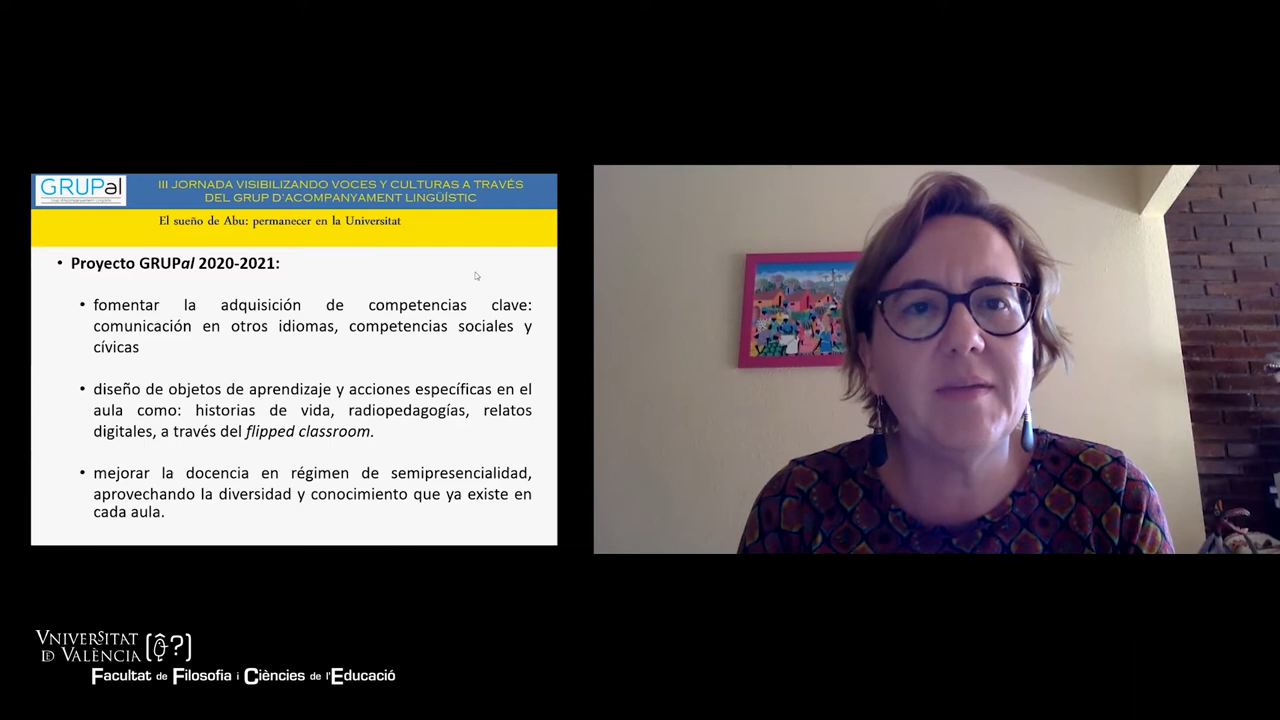 GRUPal
III JORNADA VISIBILIZANDO VOCES Y CULTURAS A TRAVÉS
DEL GRUP D'ACOMPANYAMENT LINGÜÍSTIC
El sueño de Abu: permanecer en la Universitat
• Proyecto GRUPal 2020-2021:
• fomentar la adquisición de competencias clave:
comunicación en otros idiomas, competencias sociales y
cívicas
• diseño de objetos de aprendizaje y acciones específicas en el
aula como: historias de vida, radiopedagogías, relatos
digitales, a través del flipped classroom.
• mejorar la docencia en régimen de semipresencialidad,
aprovechando la diversidad y conocimiento que ya existe en
cada aula.
VNIVERSITAT
DE VALÈNCIA
Facultat de Filosofia i Ciències de l'Educació